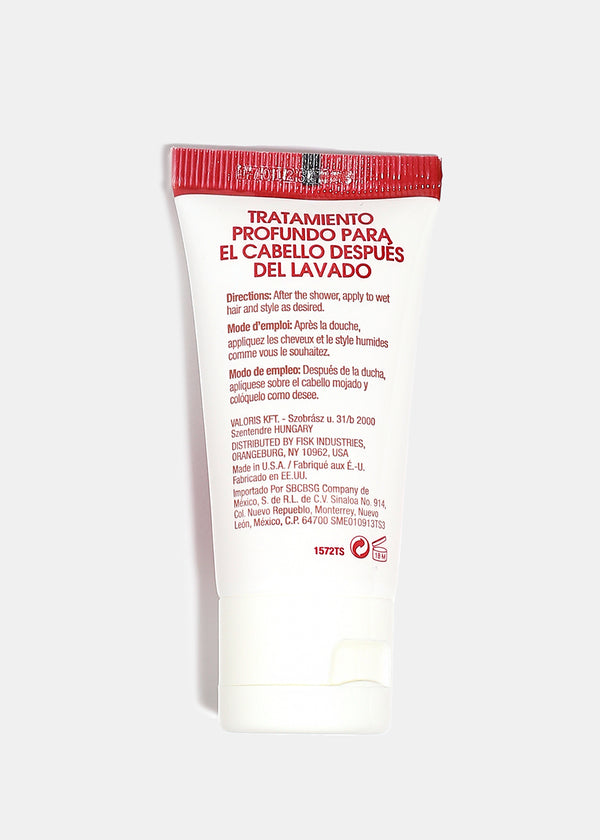 TRATAMIENTO
PROFUNDO PARA
EL CABELLO DESPUÉS
DEL LAVADO
Directions: After the shower, apply to wet
hair and style as desired.
Mode d'emploi: Après la douche,
appliquez les cheveux et le style humides
comme vous le souhaitez.
Modo de empleo: Después de la ducha,
aplíquese sobre el cabello mojado y
colóquelo como desee.
VALORIS KFT. - Szobrász u. 31/b 2000
Szentendre HUNGARY
DISTRIBUTED BY FISK INDUSTRIES,
ORANGEBURG, NY 10962, USA
Made in U.S.A. / Fabriqué aux É.-U.
Fabricado en EE.UU.
Importado Por SBCBSG Company de
México, S. de R.L. de C.V. Sinaloa No. 914,
Col. Nuevo Repueblo, Monterrey, Nuevo
León, México, C.P. 64700 SME010913TS3
1572TS
18 M